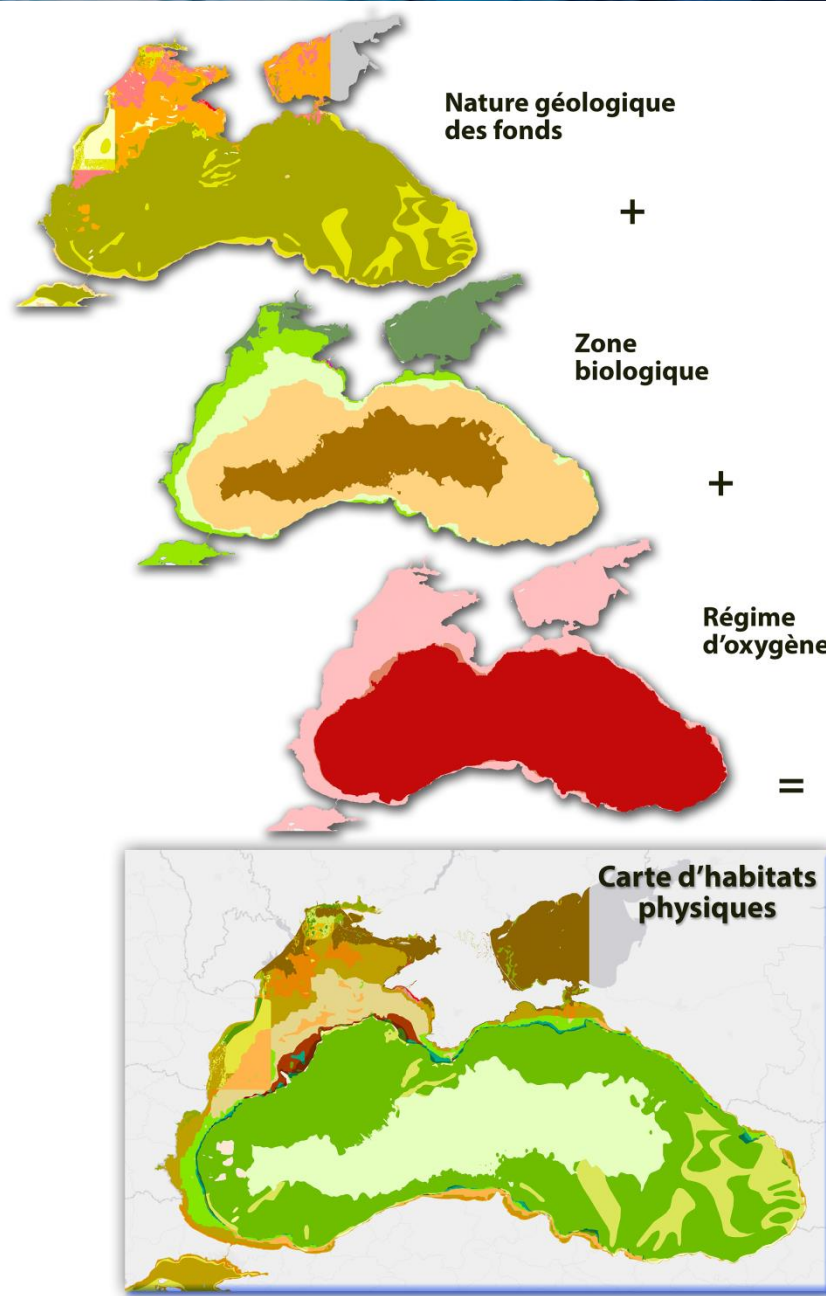 Nature géologique
des fonds
+
Zone
biologique
+
Régime
d'oxygène
=
Carte d'habitats
physiques